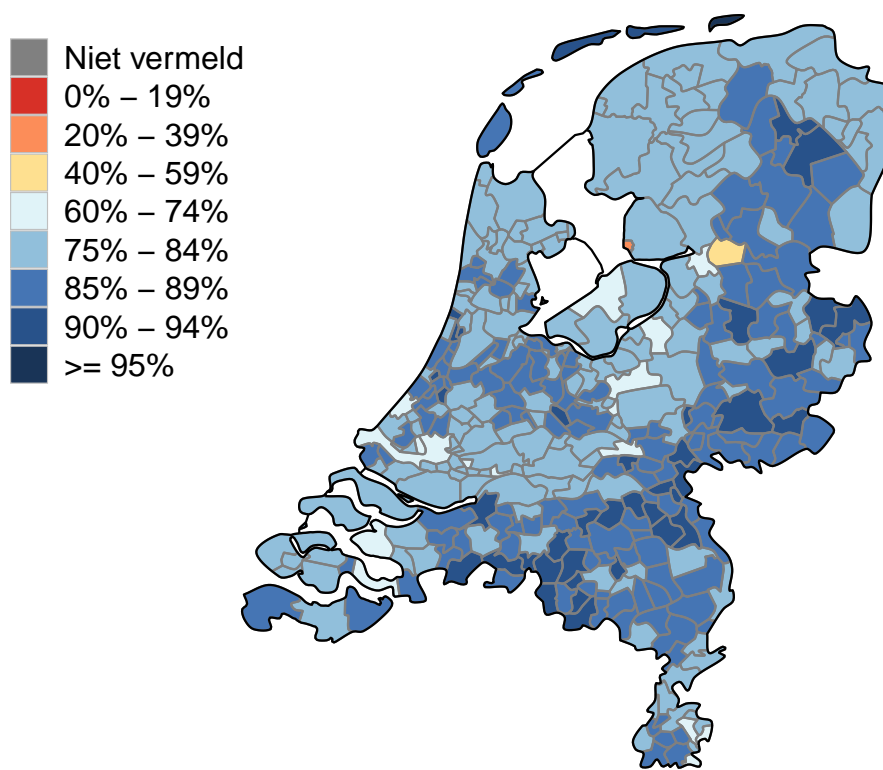 Niet vermeld
0% – 19%
20% – 39%
40% – 59%
60% – 74%
75% – 84%
85% – 89%
90% – 94%
>= 95%